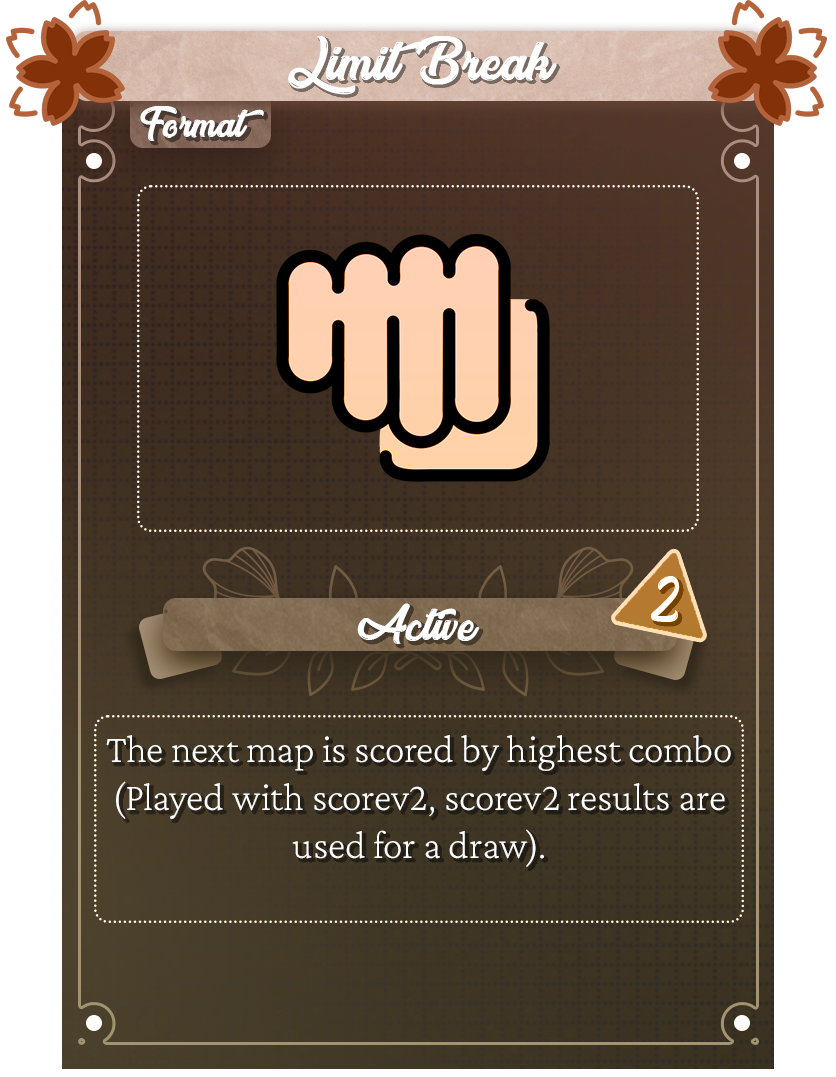 Limit Break
Format
2
Active
The next map is scored by highest combo
(Played with scorev2, scorev2 results are
used for a draw).